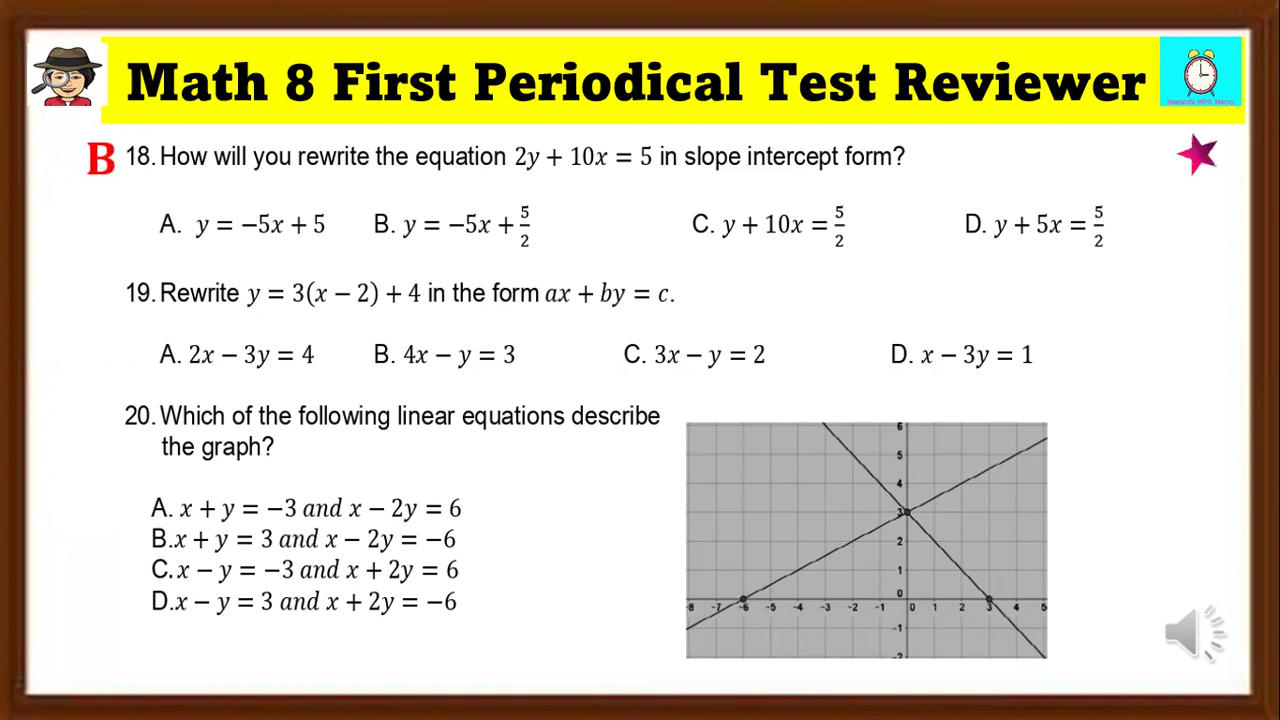 Math 8 First Periodical Test Reviewer
Moments With Mercy
B 18. How will you rewrite the equation 2y + 10x = 5 in slope intercept form?
A. y = −5x + 5 B. y = −5x + 5/2 C. y + 10x = 5/2 D. y + 5x = 5/2
19. Rewrite y = 3(x − 2) + 4 in the form ax + by = c.
A. 2x − 3y = 4 B. 4x − y = 3 C. 3x − y = 2 D. x − 3y = 1
20. Which of the following linear equations describe
the graph?
A. x + y = −3 and x − 2y = 6
B.x + y = 3 and x − 2y = −6
C.x − y = −3 and x + 2y = 6
D.x − y = 3 and x + 2y = −6
6
5
4
3
2
1
0
-8 -7 -6 -5 -4 -3 -2 -1 0 1 2 3 4 5
-1
-2